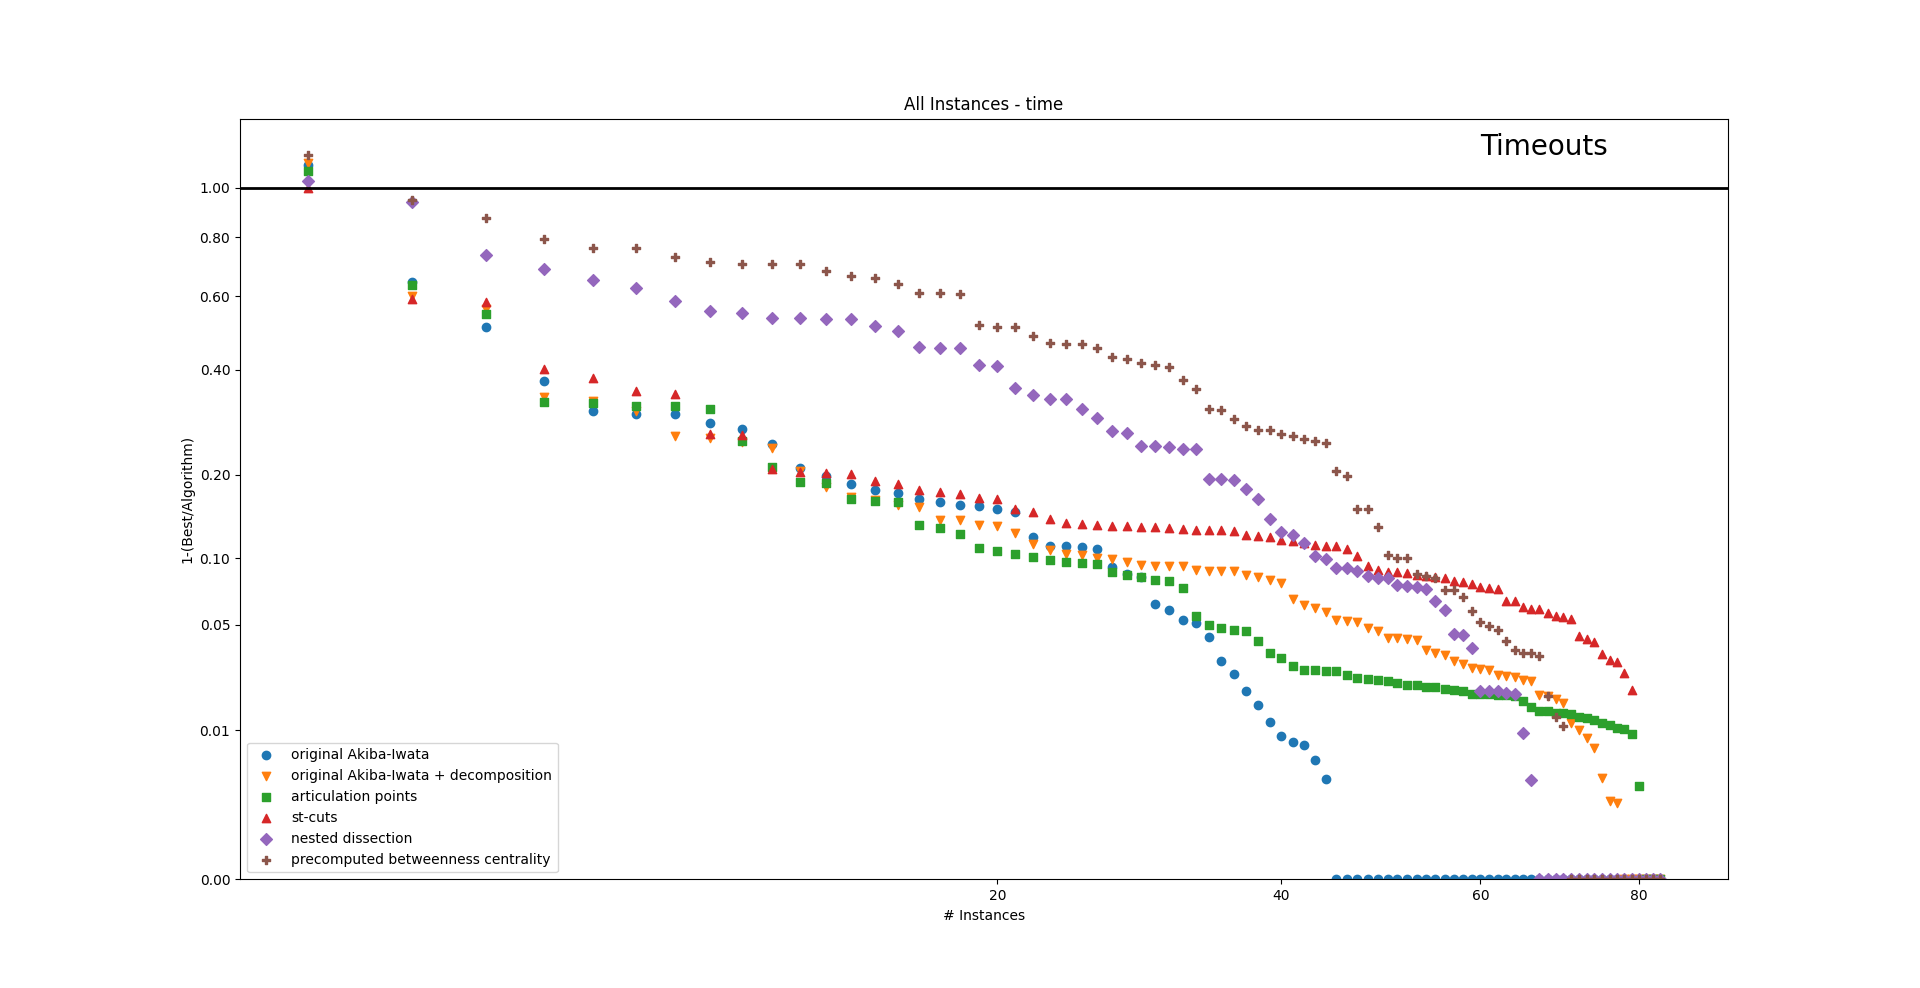 All Instances - time
Timeouts
1.00
0.80
0.60
0.40
0.20
0.10
0.05
0.01
0.00
1-(Best/Algorithm)
original Akiba-Iwata
original Akiba-Iwata + decomposition
articulation points
st-cuts
nested dissection
precomputed betweenness centrality
20 40 60 80
# Instances